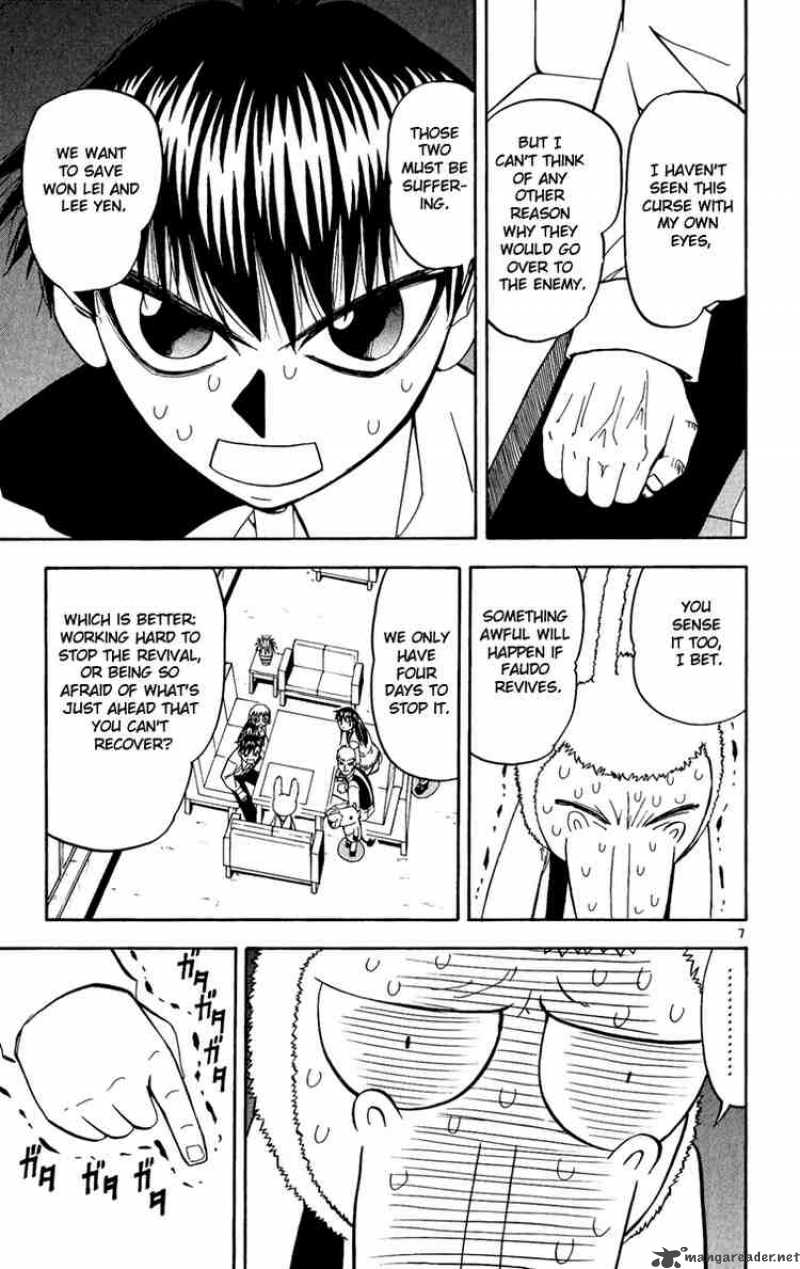 I HAVEN'T
SEEN THIS
CURSE WITH
MY OWN
EYES,
BUT I
CAN'T THINK
OF ANY
OTHER
REASON
WHY THEY
WOULD GO
OVER TO
THE ENEMY.
THOSE
TWO
MUST BE
SUFFER-
ING.
WE WANT
TO SAVE
WON LEI AND
LEE YEN.
YOU
SENSE
IT TOO,
I BET.
SOMETHING
AWFUL WILL
HAPPEN IF
FAUDO
REVIVES.
WE ONLY
HAVE
FOUR
DAYS TO
STOP IT.
WHICH IS BETTER:
WORKING HARD TO
STOP THE REVIVAL,
OR BEING SO
AFRAID OF WHAT'S
JUST AHEAD THAT
YOU CAN'T
RECOVER?
7
.........
ガタ
ガタ
ガタ
ガタ
ガタ
ガタ
mangareader.net